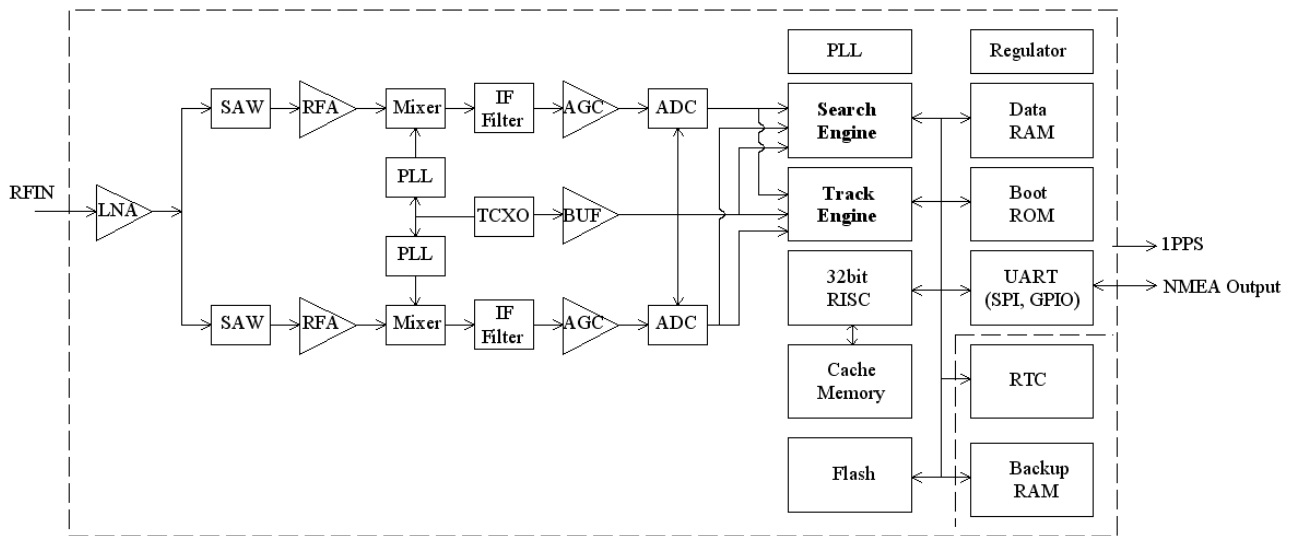 PLL
Regulator
SAW
RFA
Mixer
IF
Filter
AGC
ADC
Search
Engine
Data
RAM
PLL
RFIN
LNA
TCXO
BUF
Track
Engine
Boot
ROM
1PPS
PLL
32bit
RISC
UART
(SPI, GPIO)
NMEA Output
SAW
RFA
Mixer
IF
Filter
AGC
ADC
Cache
Memory
RTC
Flash
Backup
RAM